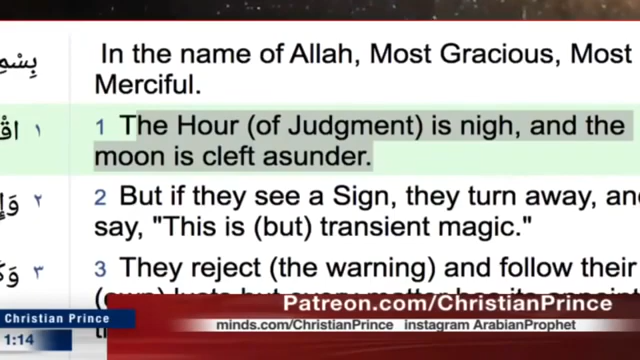 بِسْمِ
In the name of Allah, Most Gracious, Most
Merciful.
١
1 The Hour (of Judgment) is nigh, and the
moon is cleft asunder.
٢
2 But if they see a Sign, they turn away, and
say, "This is (but) transient magic."
٣
3 They reject (the warning) and follow their
Patreon.com/ChristianPrince
minds.com/ChristianPrince instagram ArabianProphet
Christian Prince
1:14